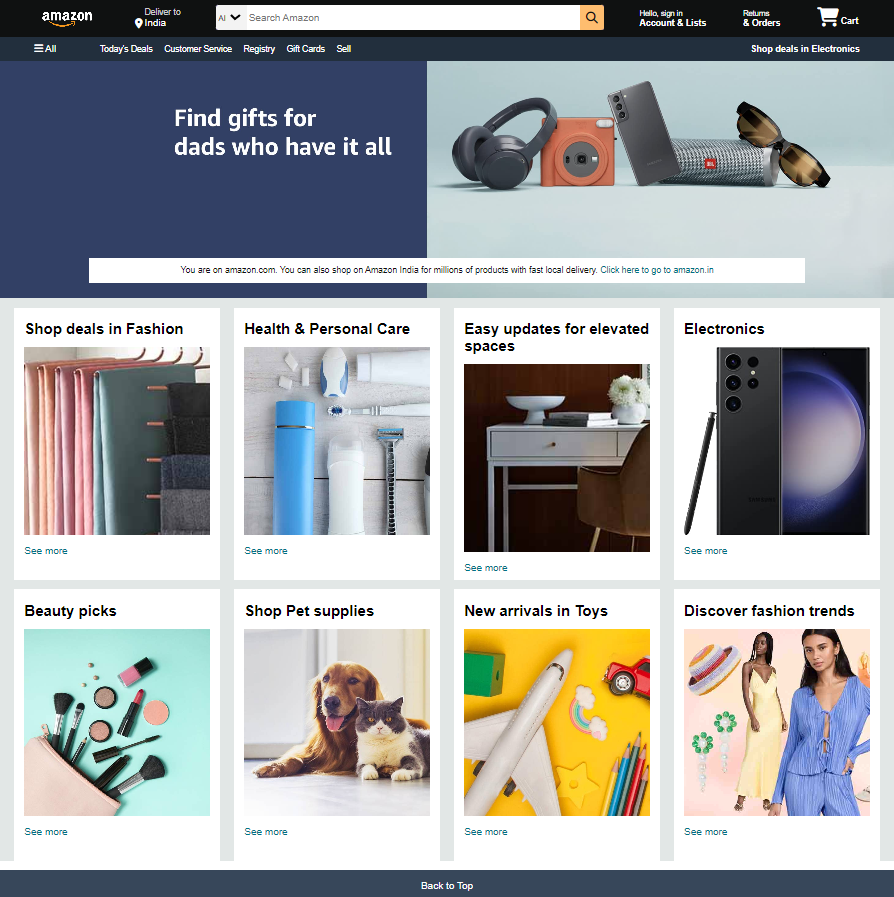 amazon
Deliver to
India
Al
Search Amazon
Hello, sign in
Account & Lists
Returns
& Orders
Cart
All
Today's Deals
Customer Service
Registry
Gift Cards
Sell
Shop deals in Electronics
Find gifts for
dads who have it all
JBL
You are on amazon.com. You can also shop on Amazon India for millions of products with fast local delivery. Click here to go to amazon.in
Shop deals in Fashion
Health & Personal Care
Easy updates for elevated
spaces
Electronics
SAMSUNG
See more
See more
See more
See more
Beauty picks
Shop Pet supplies
New arrivals in Toys
Discover fashion trends
See more
See more
See more
See more
Back to Top